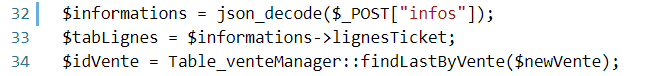 32 $informations = json_decode($_POST["infos"]);
33 $tabLignes = $informations->lignesTicket;
34 $idVente = Table_venteManager::findLastByVente($newVente);